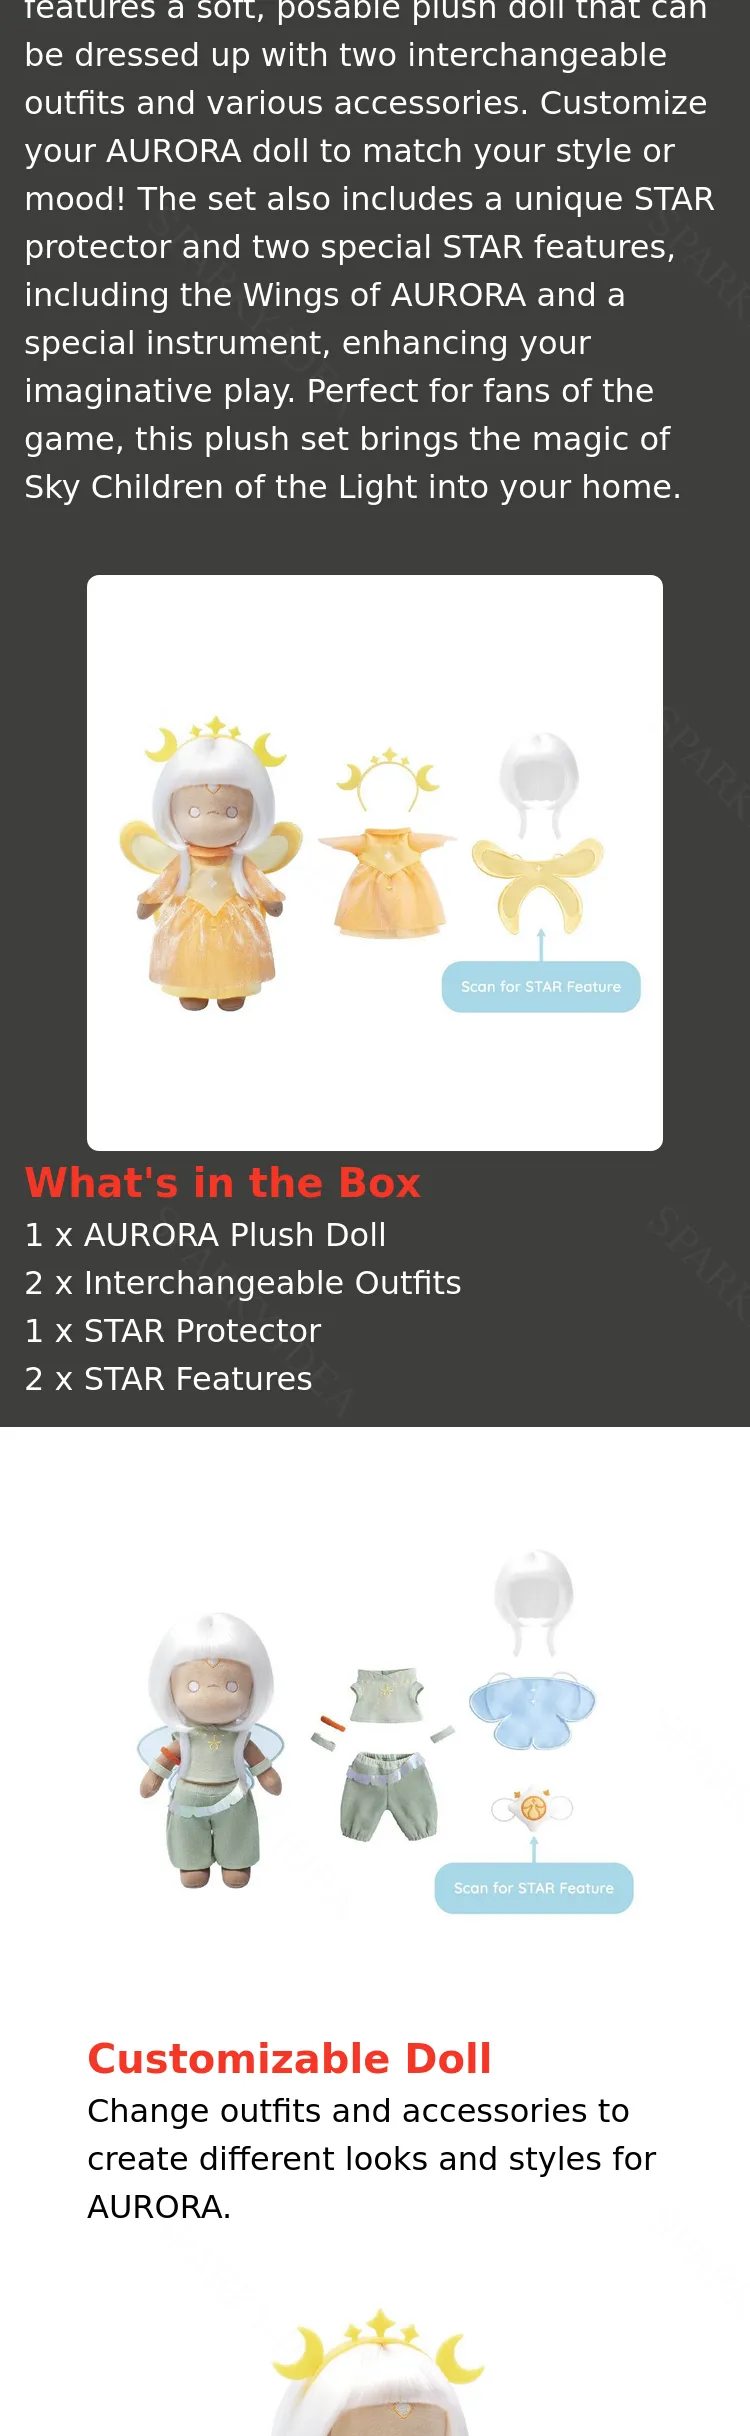 features a soft, posable plush doll that can
be dressed up with two interchangeable
outfits and various accessories. Customize
your AURORA doll to match your style or
mood! The set also includes a unique STAR
protector and two special STAR features,
including the Wings of AURORA and a
special instrument, enhancing your
imaginative play. Perfect for fans of the
game, this plush set brings the magic of
Sky Children of the Light into your home.
Scan for STAR Feature
What's in the Box
1 x AURORA Plush Doll
2 x Interchangeable Outfits
1 x STAR Protector
2 x STAR Features
Scan for STAR Feature
Customizable Doll
Change outfits and accessories to
create different looks and styles for
AURORA.